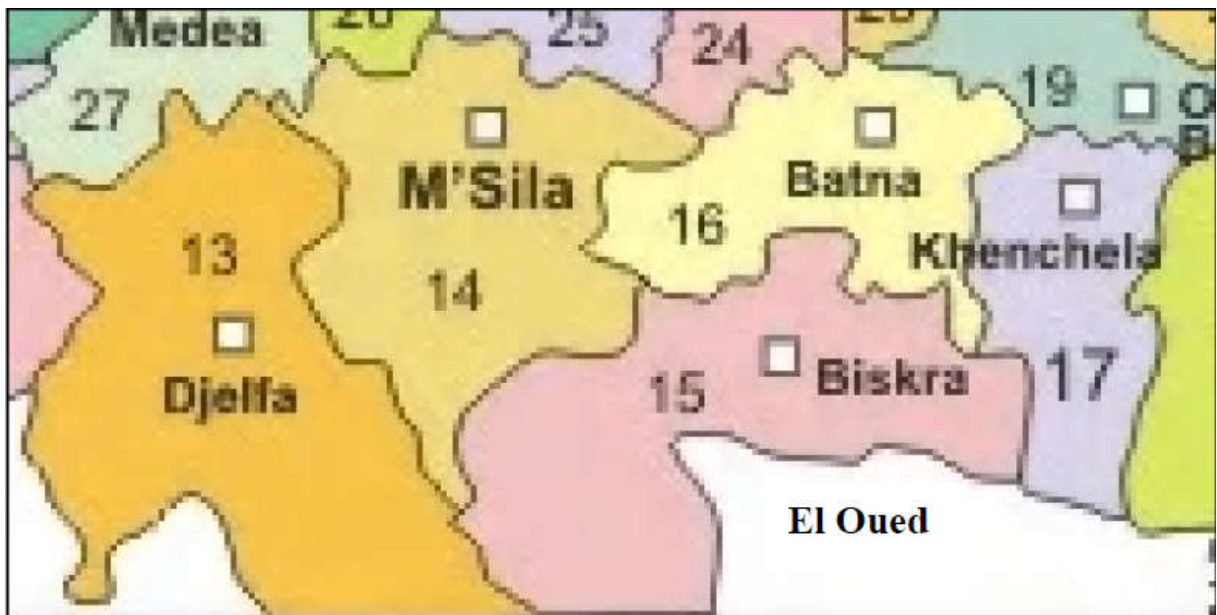 Medea
25
24
27
19
M'Sila
Batna
16
13
Khenchela
14
17
15
Biskra
Djelfa
El Oued